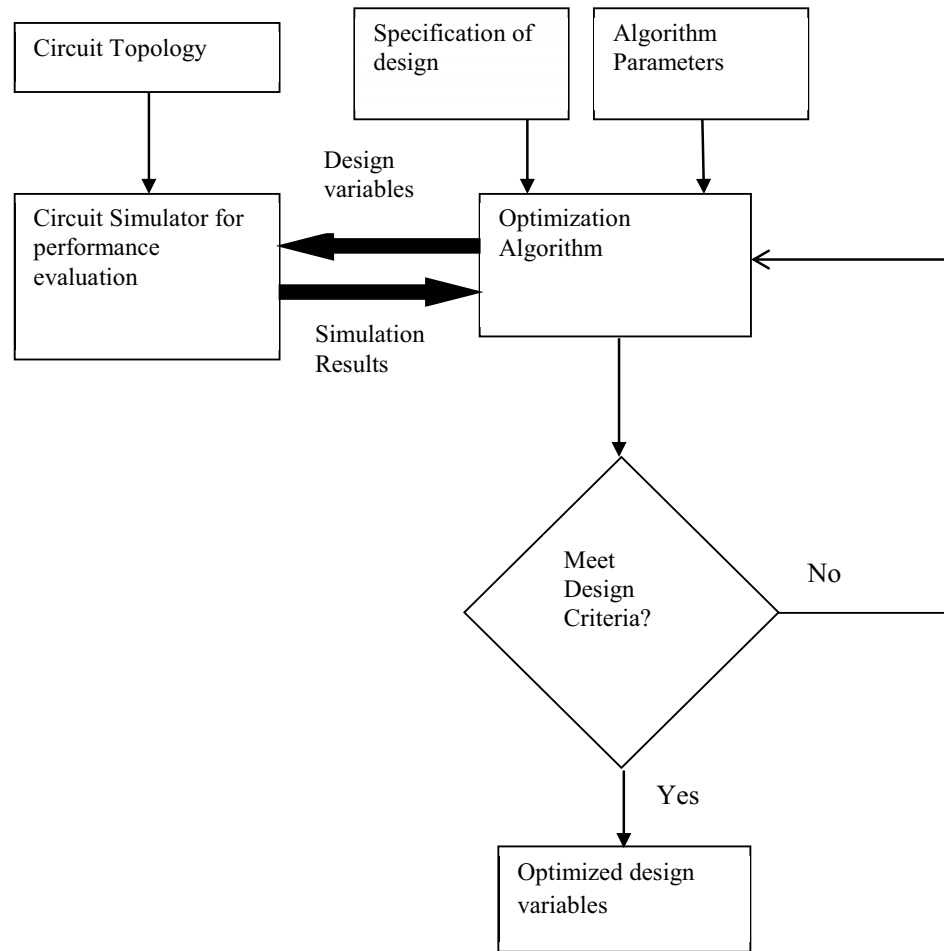 Circuit Topology
Specification of
design
Algorithm
Parameters
Design
variables
Circuit Simulator for
performance
evaluation
Optimization
Algorithm
Simulation
Results
Meet
Design
Criteria?
No
Yes
Optimized design
variables